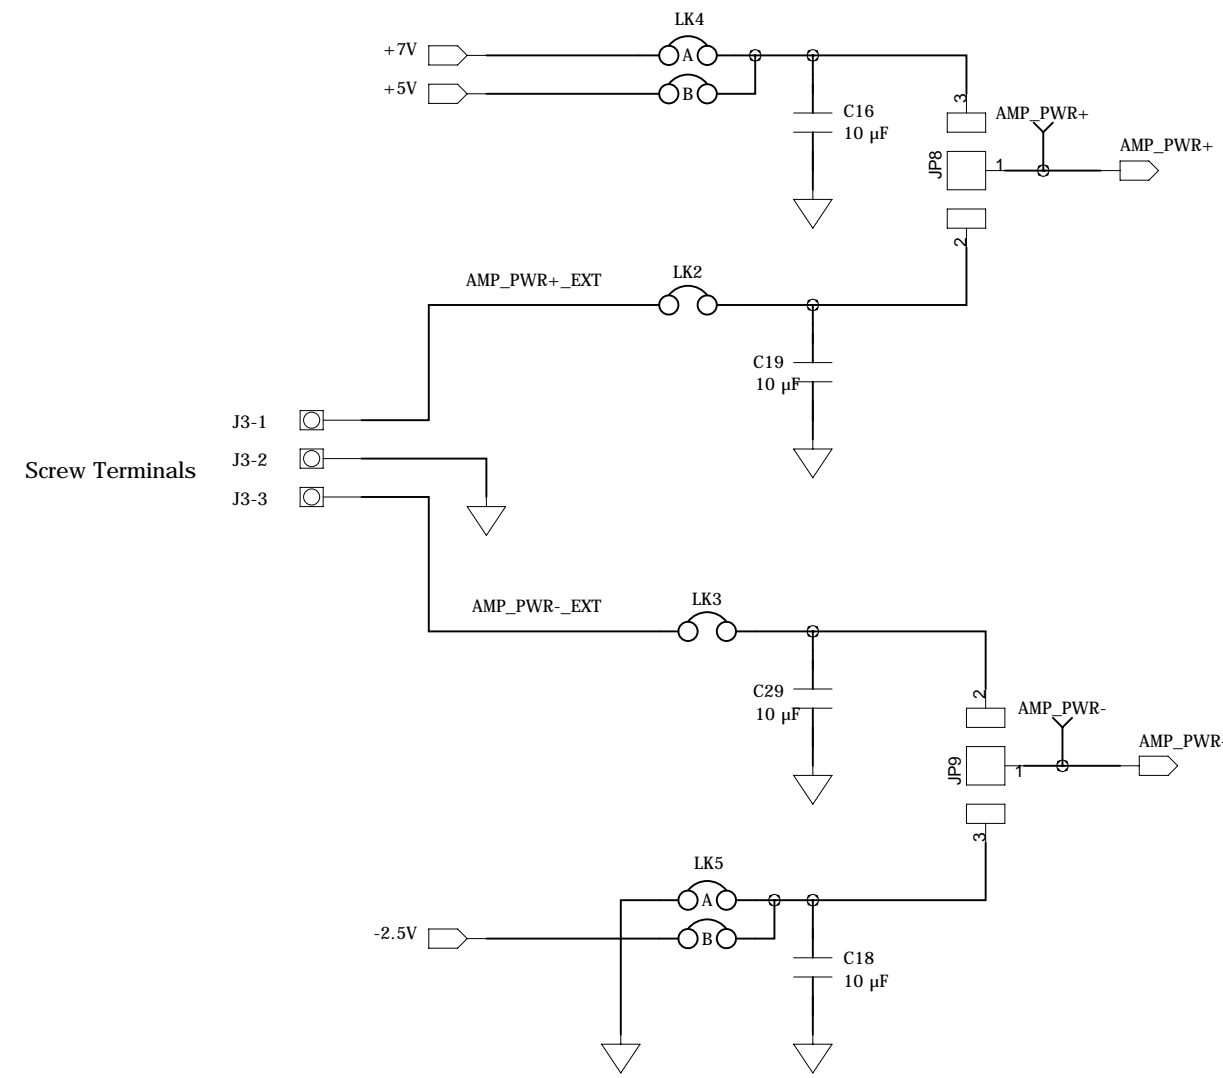 LK4
+7V
A
+5V
B
C16
10 µF
3
AMP_PWR+
AMP_PWR+
JP8
1
2
AMP_PWR+_EXT
LK2
C19
10 µF
J3-1
Screw Terminals
J3-2
J3-3
AMP_PWR-_EXT
LK3
C29
10 µF
2
AMP_PWR-
AMP_PWR-
JP9
1
3
LK5
A
-2.5V
B
C18
10 µF